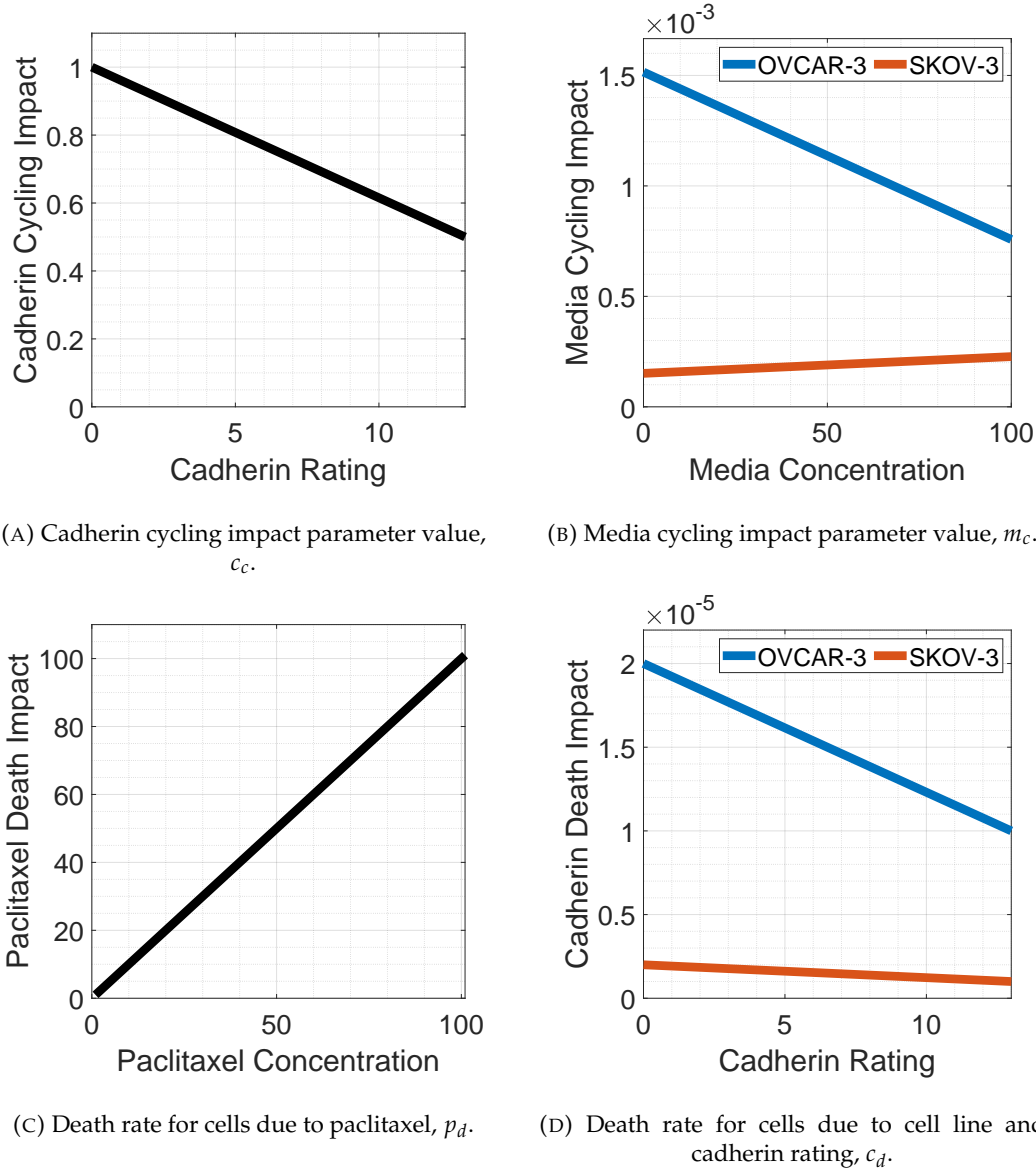 1
0.8
0.6
0.4
0.2
0
0 5 10
Cadherin Cycling Impact
Cadherin Rating
(A) Cadherin cycling impact parameter value,
c_c.
×10^-3
OVCAR-3 SKOV-3
1.5
1
0.5
0
0 50 100
Media Cycling Impact
Media Concentration
(B) Media cycling impact parameter value, m_c.
100
80
60
40
20
0
0 50 100
Paclitaxel Death Impact
Paclitaxel Concentration
(C) Death rate for cells due to paclitaxel, p_d.
×10^-5
OVCAR-3 SKOV-3
2
1.5
1
0.5
0
0 5 10
Cadherin Death Impact
Cadherin Rating
(D) Death rate for cells due to cell line and
cadherin rating, c_d.